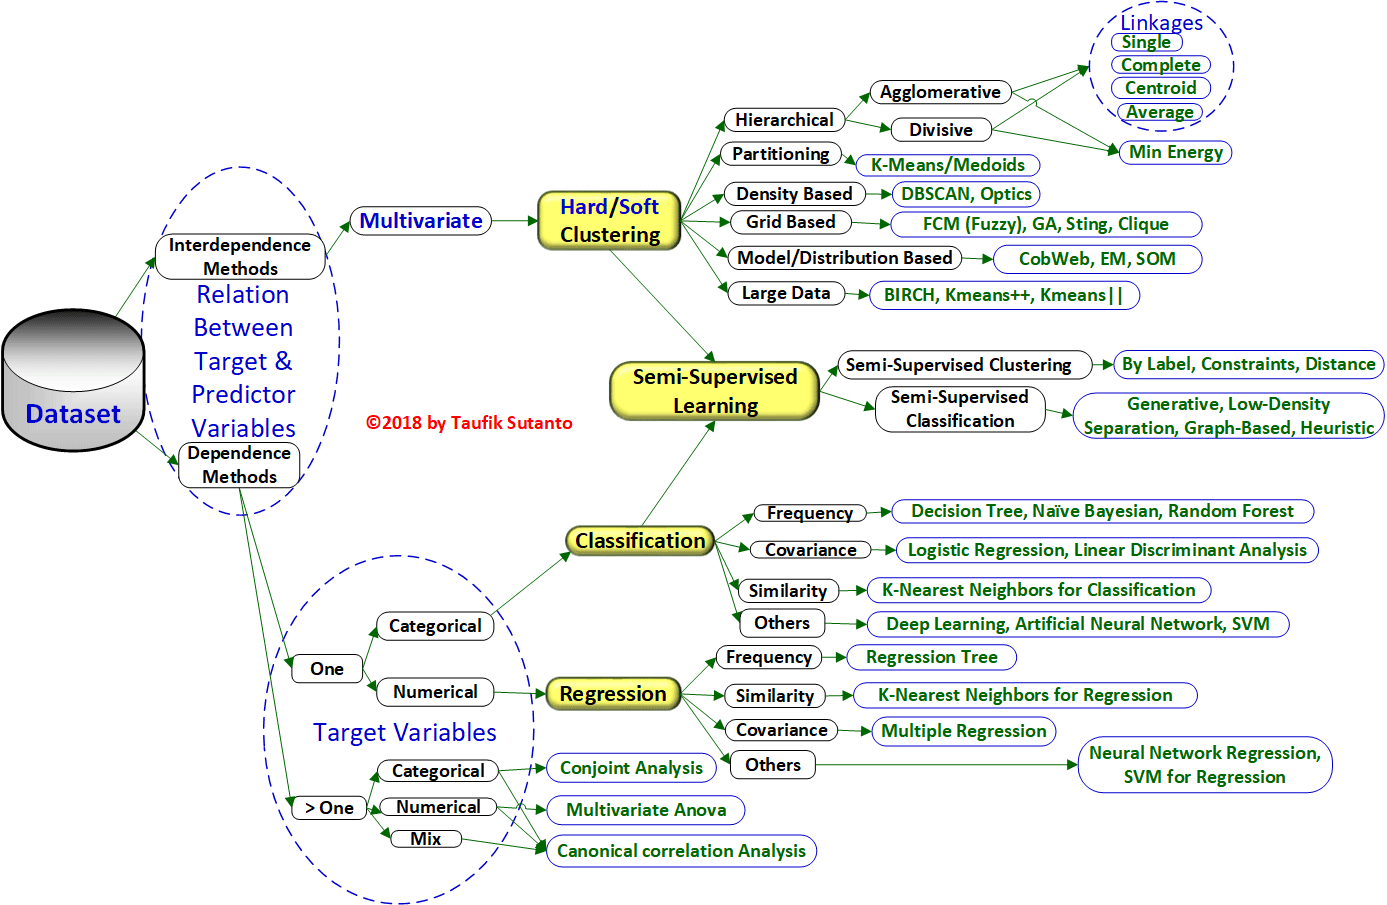 Linkages
Single
Complete
Centroid
Average
Min Energy
Agglomerative
Divisive
Hierarchical
Partitioning
K-Means/Medoids
Density Based
DBSCAN, Optics
Grid Based
FCM (Fuzzy), GA, Sting, Clique
Model/Distribution Based
CobWeb, EM, SOM
Large Data
BIRCH, Kmeans++, Kmeans||
Multivariate
Hard/Soft
Clustering
Interdependence
Methods
Relation
Between
Target &
Predictor
Variables
Dataset
Dependence
Methods
©2018 by Taufik Sutanto
Semi-Supervised
Learning
Semi-Supervised Clustering
By Label, Constraints, Distance
Semi-Supervised
Classification
Generative, Low-Density
Separation, Graph-Based, Heuristic
Classification
Frequency
Decision Tree, Naïve Bayesian, Random Forest
Covariance
Logistic Regression, Linear Discriminant Analysis
Similarity
K-Nearest Neighbors for Classification
Others
Deep Learning, Artificial Neural Network, SVM
Categorical
One
Numerical
Target Variables
Regression
Frequency
Regression Tree
Similarity
K-Nearest Neighbors for Regression
Covariance
Multiple Regression
Others
Neural Network Regression,
SVM for Regression
> One
Categorical
Conjoint Analysis
Numerical
Multivariate Anova
Mix
Canonical correlation Analysis